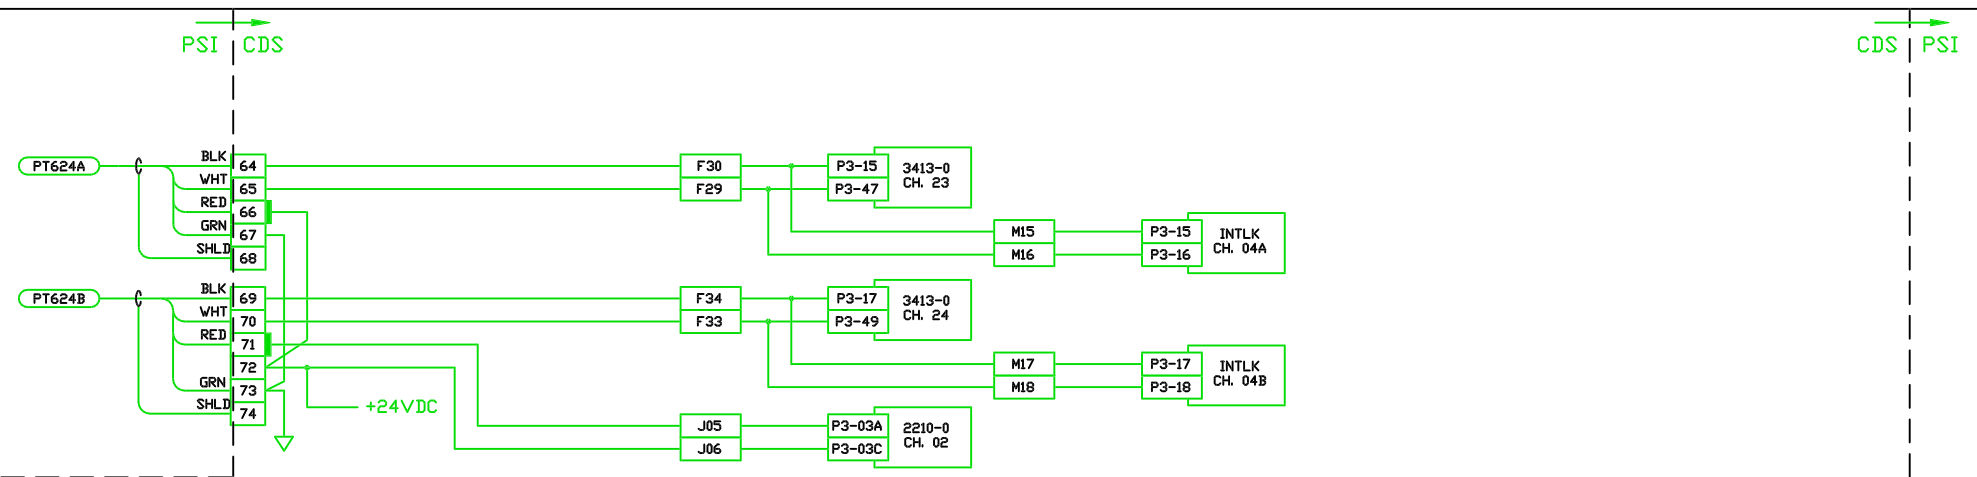 PSI CDS
CDS PSI
PT624A
BLK 64
WHT 65
RED 66
GRN 67
SHLD 68
F30
F29
P3-15
P3-47
3413-0
CH. 23
M15
M16
P3-15
P3-16
INTLK
CH. 04A
PT624B
BLK 69
WHT 70
RED 71
72
GRN 73
SHLD 74
+24VDC
F34
F33
P3-17
P3-49
3413-0
CH. 24
M17
M18
P3-17
P3-18
INTLK
CH. 04B
J05
J06
P3-03A
P3-03C
2210-0
CH. 02